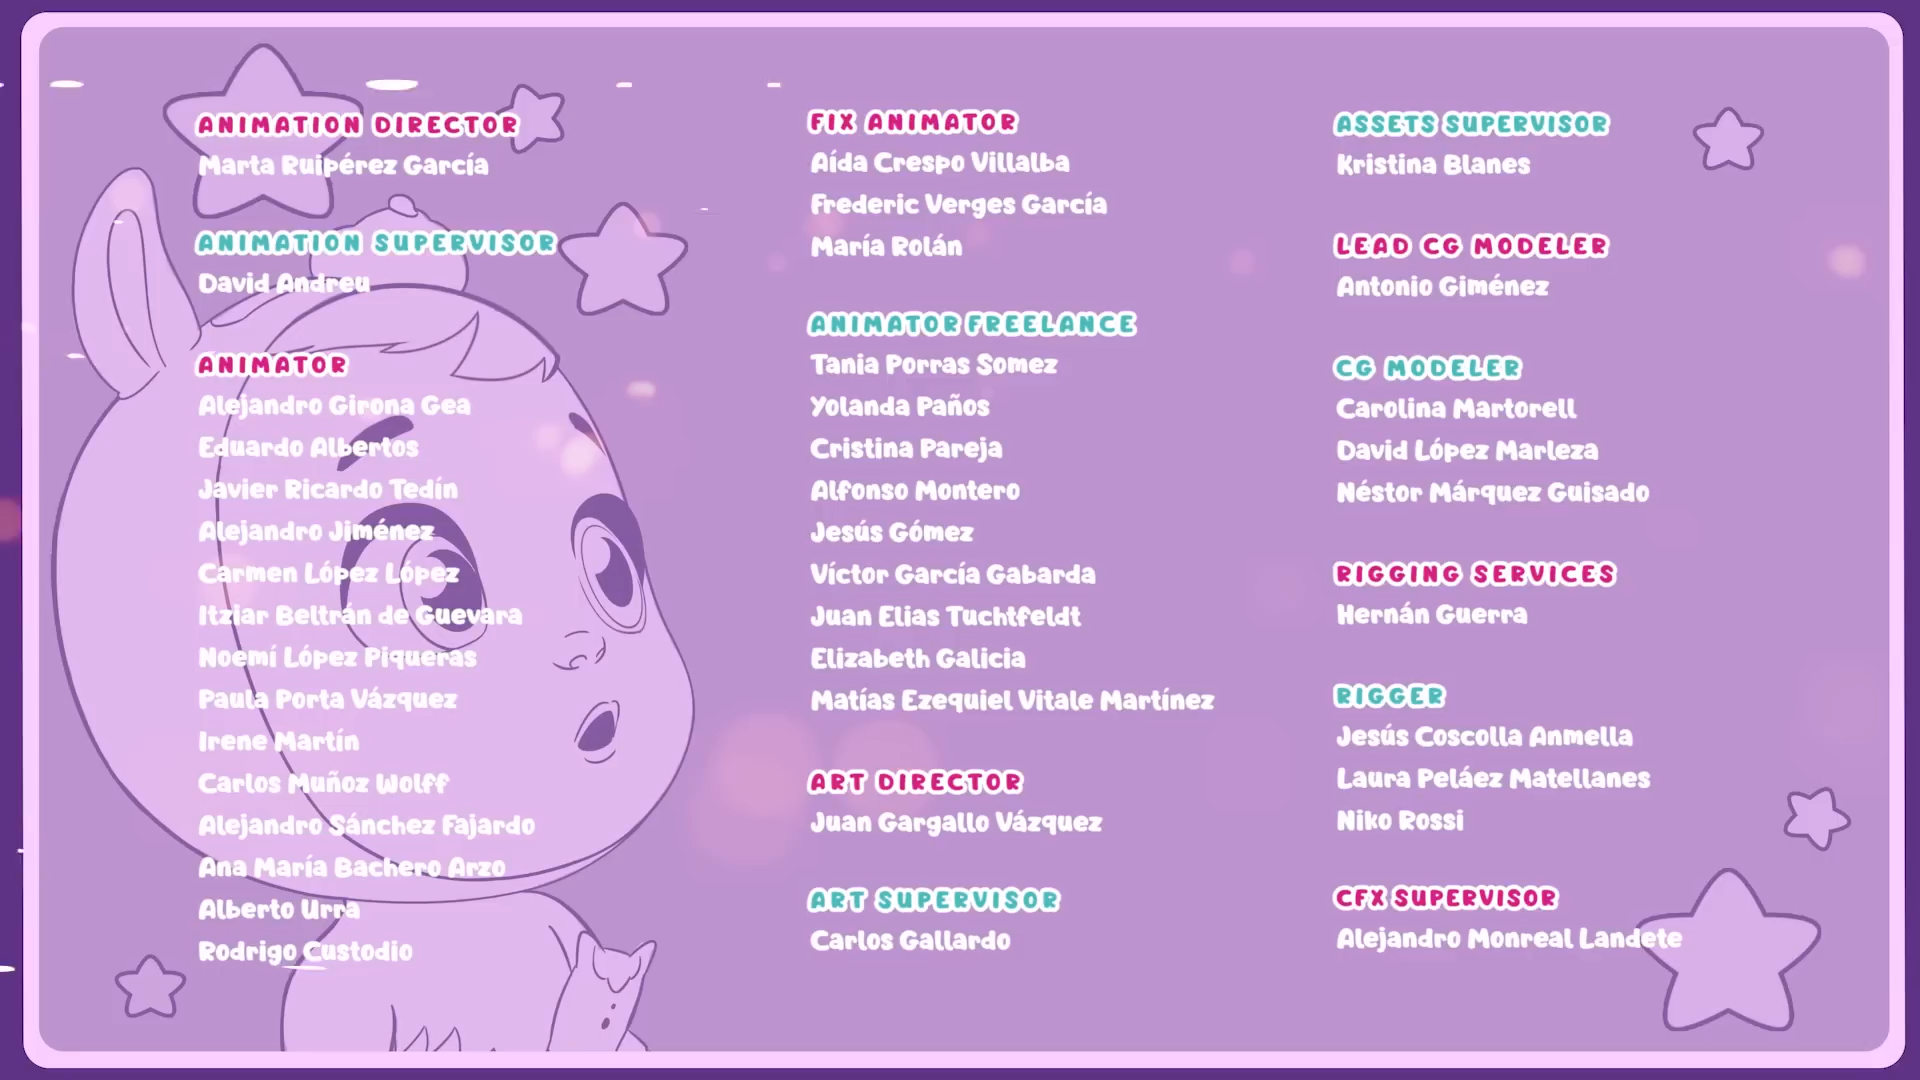 ANIMATION DIRECTOR
Marta Ruipérez García
ANIMATION SUPERVISOR
David Andreu
ANIMATOR
Alejandro Girona Gea
Eduardo Albertos
Javier Ricardo Tedín
Alejandro Jiménez
Carmen López López
Itziar Beltrán de Guevara
Noemí López Piqueras
Paula Porta Vázquez
Irene Martín
Carlos Muñoz Wolff
Alejandro Sánchez Fajardo
Ana María Bachero Arzo
Alberto Urra
Rodrigo Custodio
FIX ANIMATOR
Aída Crespo Villalba
Frederic Verges García
María Rolán
ANIMATOR FREELANCE
Tania Porras Somez
Yolanda Paños
Cristina Pareja
Alfonso Montero
Jesús Gómez
Víctor García Gabarda
Juan Elias Tuchtfeldt
Elizabeth Galicia
Matías Ezequiel Vitale Martínez
ART DIRECTOR
Juan Gargallo Vázquez
ART SUPERVISOR
Carlos Gallardo
ASSETS SUPERVISOR
Kristina Blanes
LEAD CG MODELER
Antonio Giménez
CG MODELER
Carolina Martorell
David López Marleza
Néstor Márquez Guisado
RIGGING SERVICES
Hernán Guerra
RIGGER
Jesús Coscolla Anmella
Laura Peláez Matellanes
Niko Rossi
CFX SUPERVISOR
Alejandro Monreal Landete